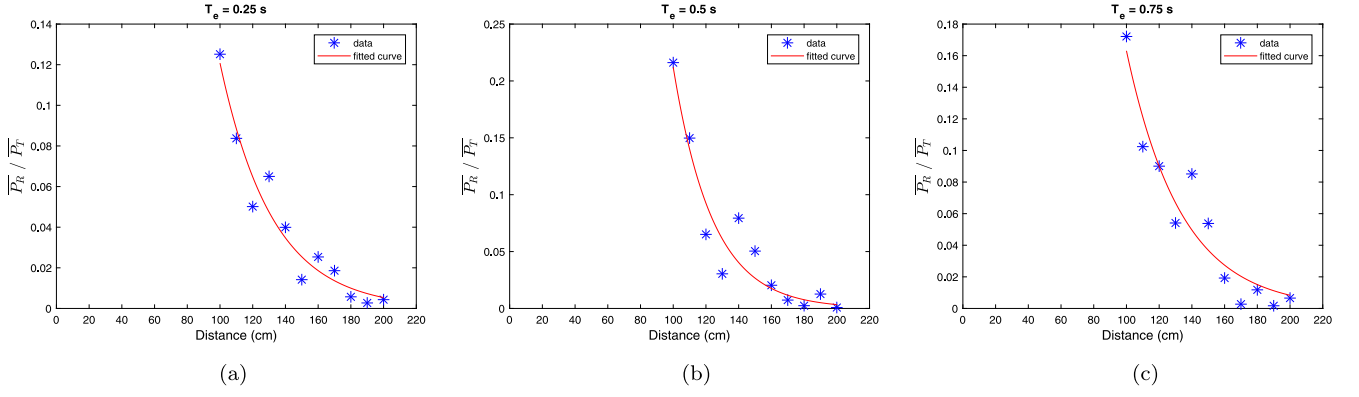 T_e = 0.25 s
0.14
0.12
0.1
0.08
0.06
0.04
0.02
0
P_R / P_T
data
fitted curve
0 20 40 60 80 100 120 140 160 180 200 220
Distance (cm)
(a)
T_e = 0.5 s
0.25
0.2
0.15
0.1
0.05
0
P_R / P_T
data
fitted curve
0 20 40 60 80 100 120 140 160 180 200 220
Distance (cm)
(b)
T_e = 0.75 s
0.18
0.16
0.14
0.12
0.1
0.08
0.06
0.04
0.02
0
P_R / P_T
data
fitted curve
0 20 40 60 80 100 120 140 160 180 200 220
Distance (cm)
(c)